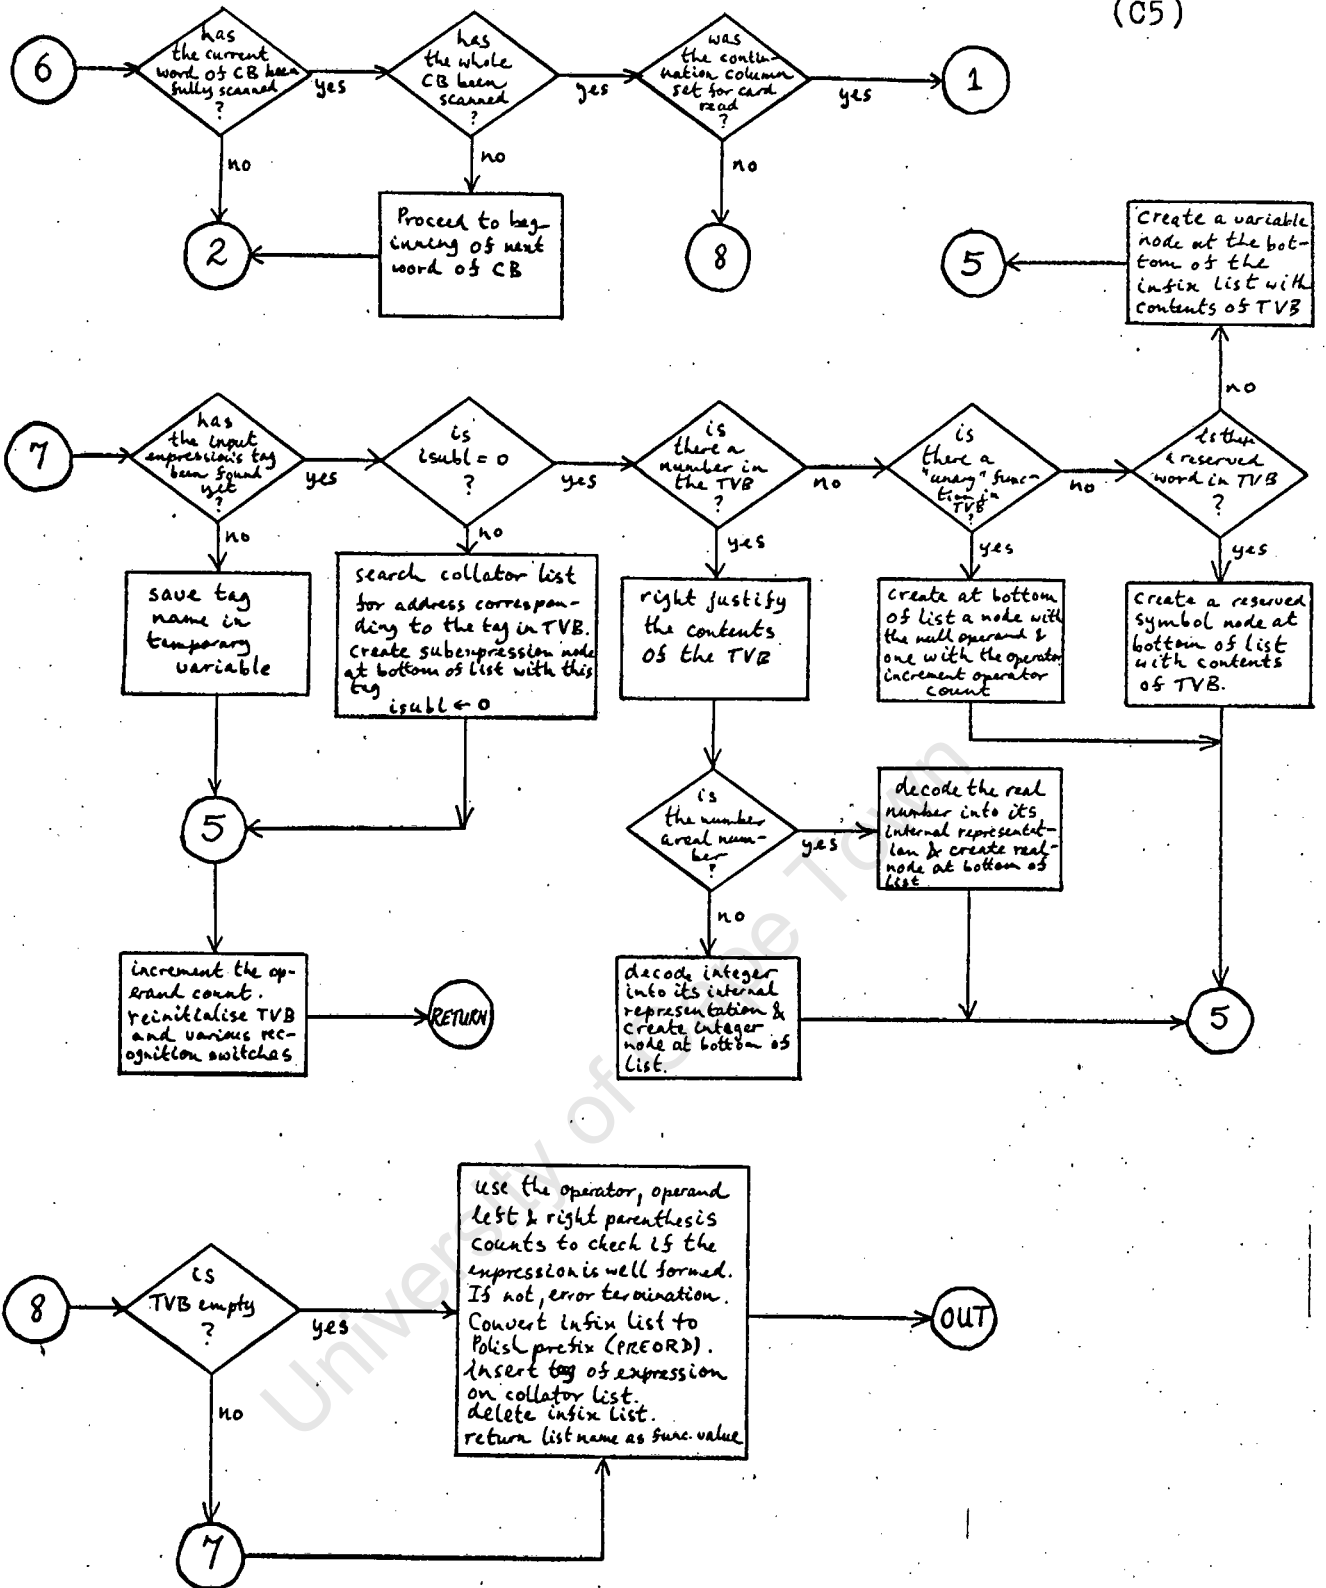 (C5)
6
has
the current
word of CB been
fully scanned
?
yes
no
has
the whole
CB been
scanned
?
yes
no
was
the conti-
nuation column
set for card
read
?
yes
no
1
2
Proceed to beg-
inning of next
word of CB
8
5
Create a variable
node at the bot-
tom of the
infix list with
contents of TVB
no
7
has
the input
expression's tag
been found
yet
?
yes
no
is
isubl = 0
?
yes
no
is
there a
number in
the TVB
?
no
yes
is
there a
"unary" func-
tion in
TVB
?
no
yes
Is there
a reserved
word in TVB
?
yes
save tag
name in
temporary
variable
search collator list
for address correspon-
ding to the tag in TVB.
create subexpression node
at bottom of list with this
tag
isubl ← 0
right justify
the contents
of the TVB
create at bottom
of list a node with
the null operand &
one with the operator
increment operator
count
Create a reserved
symbol node at
bottom of list
with contents
of TVB.
5
is
the number
a real num-
ber
?
yes
no
decode the real
number into its
internal representat-
ion & create real-
node at bottom of
list
increment the op-
erand count.
reinitialise TVB
and various rec-
ognition switches
RETURN
decode integer
into its internal
representation &
create integer
node at bottom of
list.
5
8
is
TVB empty
?
yes
no
use the operator, operand
left & right parenthesis
counts to check if the
expression is well formed.
If not, error termination.
Convert infix list to
Polish prefix (PREORD).
insert tag of expression
on collator list.
delete infix list.
return list name as func. value
OUT
7
University of Cape Town